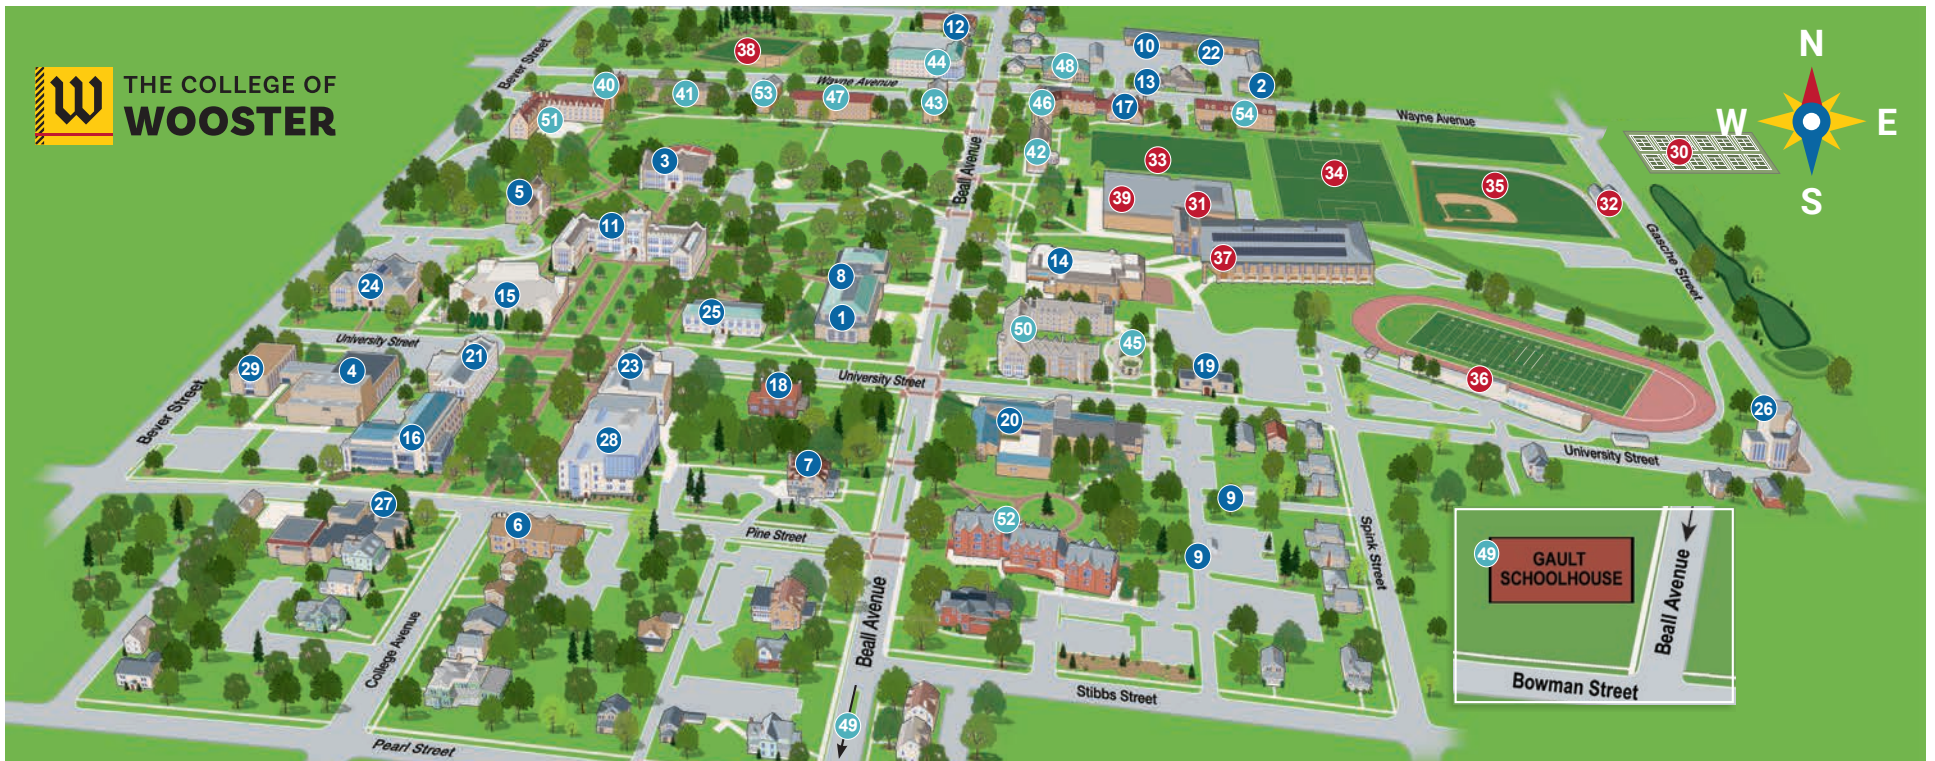 W
THE COLLEGE OF
WOOSTER
N
W
E
S
Bever Street
Wayne Avenue
Beall Avenue
Wayne Avenue
Gasche Street
University Street
Bever Street
University Street
University Street
Pine Street
Spink Street
College Avenue
Beall Avenue
Stibbs Street
Pearl Street
GAULT
SCHOOLHOUSE
Beall Avenue
Bowman Street
12
38
44
10
22
48
13
2
40
41
53
47
43
46
17
54
51
42
3
33
30
34
5
39
31
35
32
11
14
37
8
24
15
25
1
50
45
21
23
29
4
18
19
36
26
16
28
20
7
27
6
52
9
9
49
49